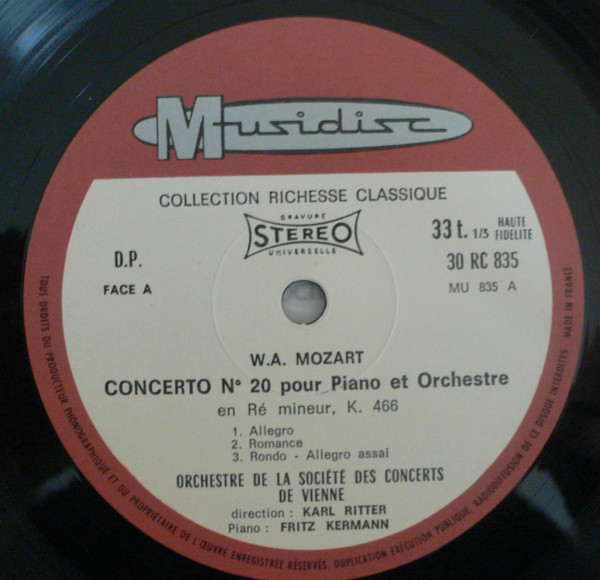 Musidisc
COLLECTION RICHESSE CLASSIQUE
GRAVURE
STEREO
UNIVERSELLE
33 t. 1/3 HAUTE FIDELITE
D.P.
30 RC 835
FACE A
MU 835 A
W.A. MOZART
CONCERTO N° 20 pour Piano et Orchestre
en Ré mineur, K. 466
1. Allegro
2. Romance
3. Rondo - Allegro assai
ORCHESTRE DE LA SOCIÉTÉ DES CONCERTS
DE VIENNE
direction : KARL RITTER
Piano : FRITZ KERMANN
TOUS DROITS DU PRODUCTEUR PHONOGRAPHIQUE ET DU PROPRIÉTAIRE DE L'ŒUVRE ENREGISTRÉE RÉSERVÉS. DUPLICATION EXÉCUTION PUBLIQUE, RADIODIFFUSION DE CE DISQUE INTERDITES
MADE IN FRANCE